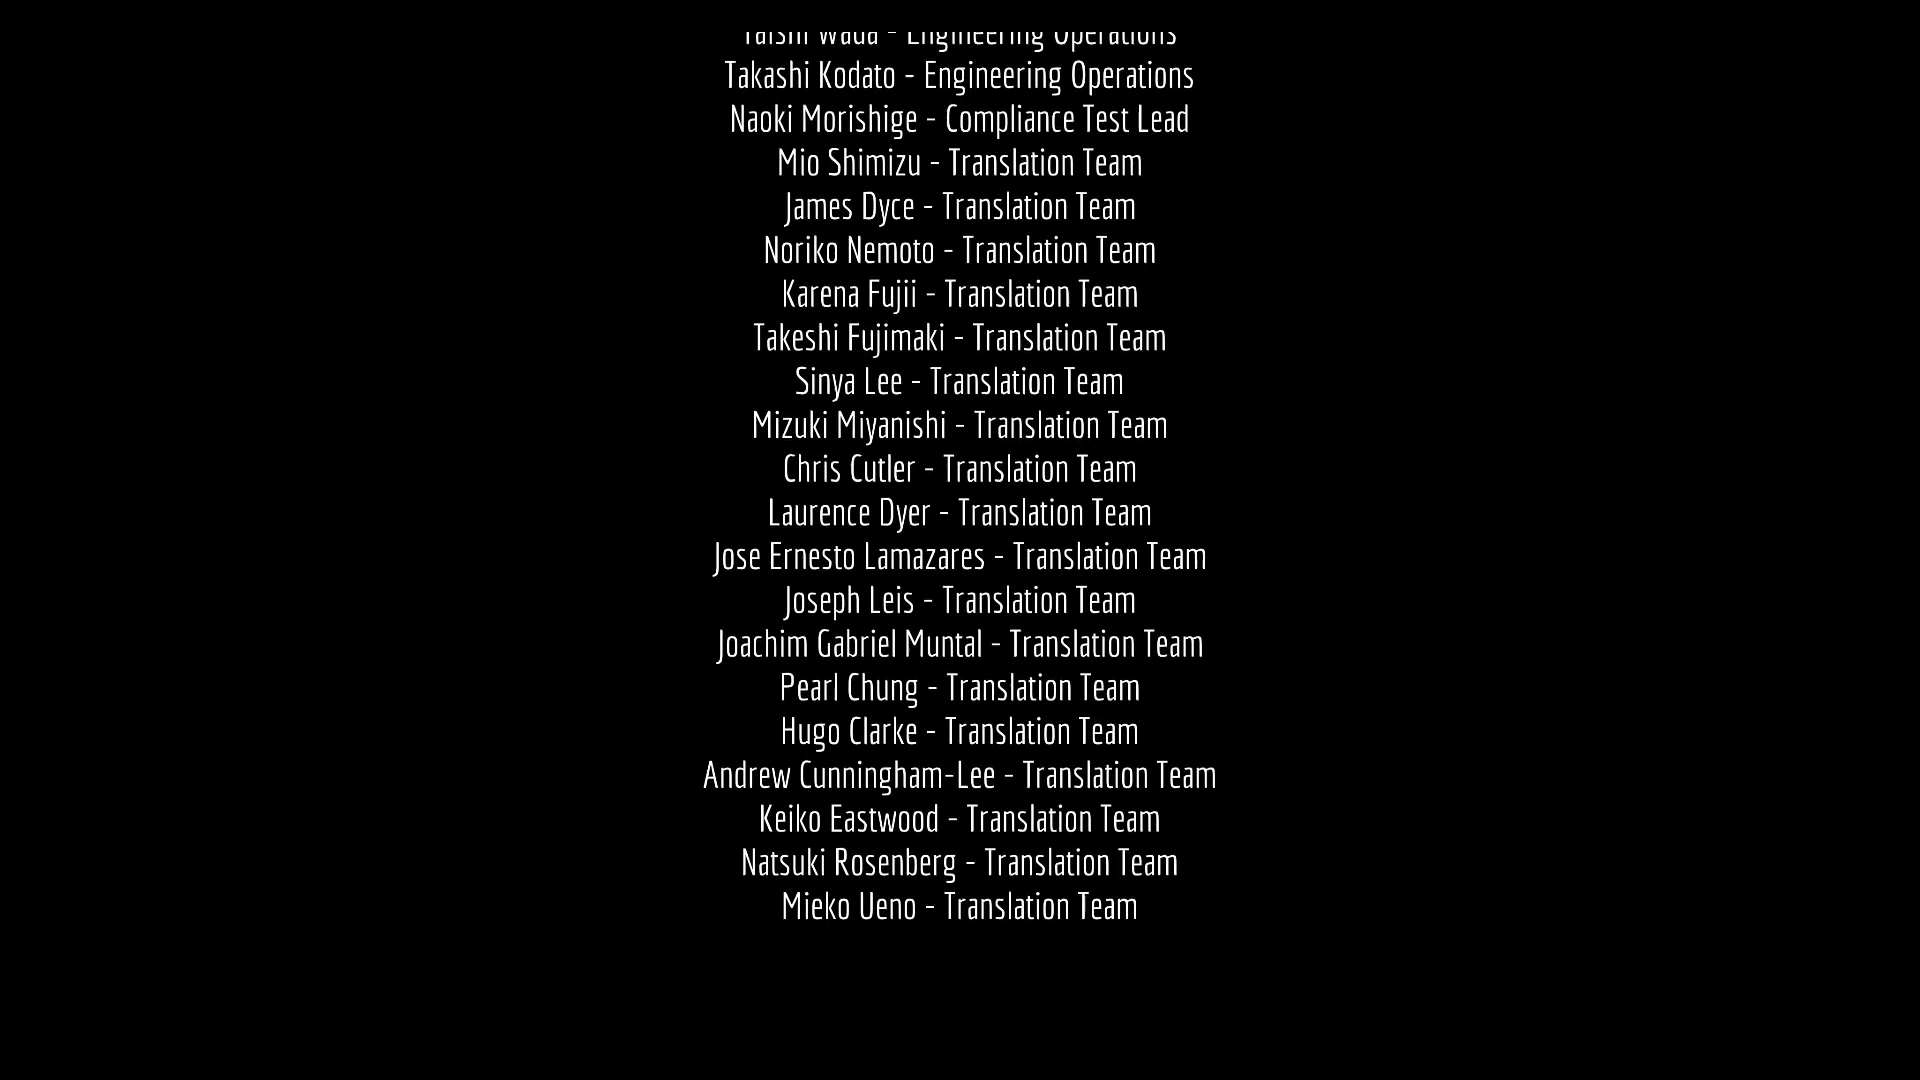 Taishi Wada - Engineering Operations
Takashi Kodato - Engineering Operations
Naoki Morishige - Compliance Test Lead
Mio Shimizu - Translation Team
James Dyce - Translation Team
Noriko Nemoto - Translation Team
Karena Fujii - Translation Team
Takeshi Fujimaki - Translation Team
Sinya Lee - Translation Team
Mizuki Miyanishi - Translation Team
Chris Cutler - Translation Team
Laurence Dyer - Translation Team
Jose Ernesto Lamazares - Translation Team
Joseph Leis - Translation Team
Joachim Gabriel Muntal - Translation Team
Pearl Chung - Translation Team
Hugo Clarke - Translation Team
Andrew Cunningham-Lee - Translation Team
Keiko Eastwood - Translation Team
Natsuki Rosenberg - Translation Team
Mieko Ueno - Translation Team